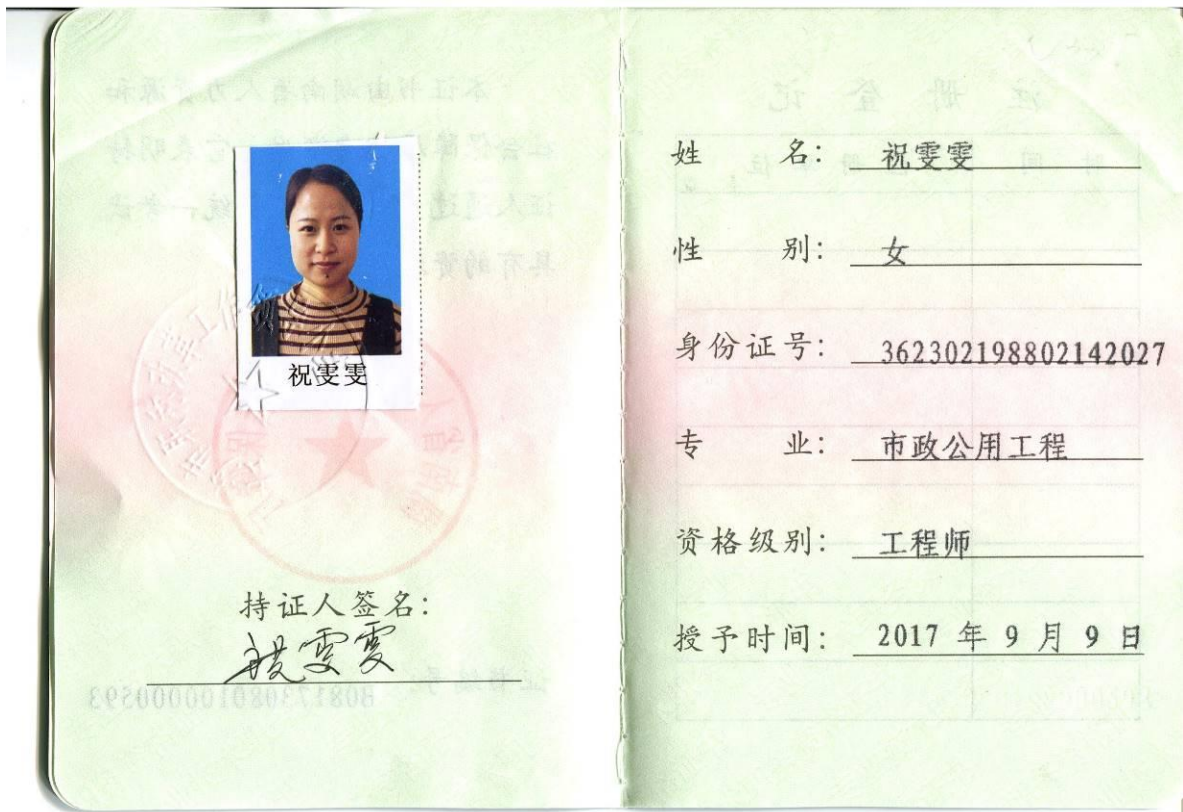 祝雯雯
持证人签名：
祝雯雯
姓 名： 祝雯雯
性 别： 女
身份证号： 362302198802142027
专 业： 市政公用工程
资格级别： 工程师
授予时间： 2017 年 9 月 9 日